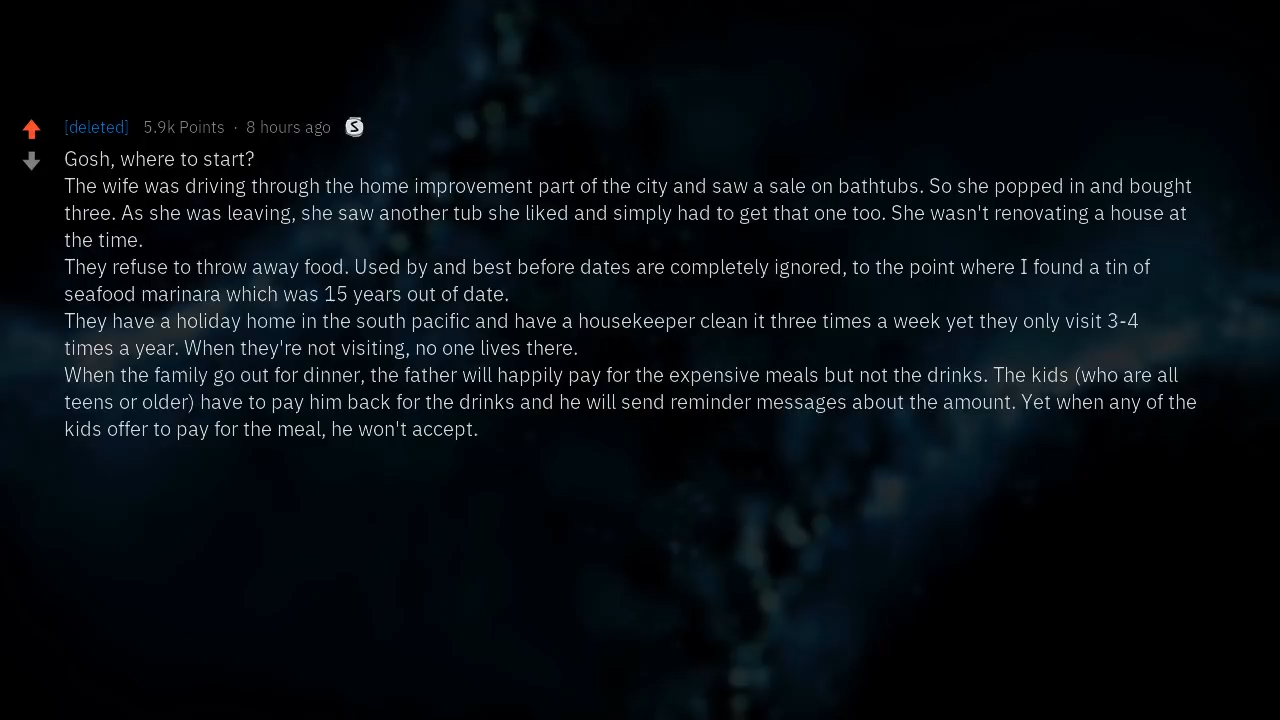 [deleted] 5.9k Points · 8 hours ago S
Gosh, where to start?
The wife was driving through the home improvement part of the city and saw a sale on bathtubs. So she popped in and bought
three. As she was leaving, she saw another tub she liked and simply had to get that one too. She wasn't renovating a house at
the time.
They refuse to throw away food. Used by and best before dates are completely ignored, to the point where I found a tin of
seafood marinara which was 15 years out of date.
They have a holiday home in the south pacific and have a housekeeper clean it three times a week yet they only visit 3-4
times a year. When they're not visiting, no one lives there.
When the family go out for dinner, the father will happily pay for the expensive meals but not the drinks. The kids (who are all
teens or older) have to pay him back for the drinks and he will send reminder messages about the amount. Yet when any of the
kids offer to pay for the meal, he won't accept.